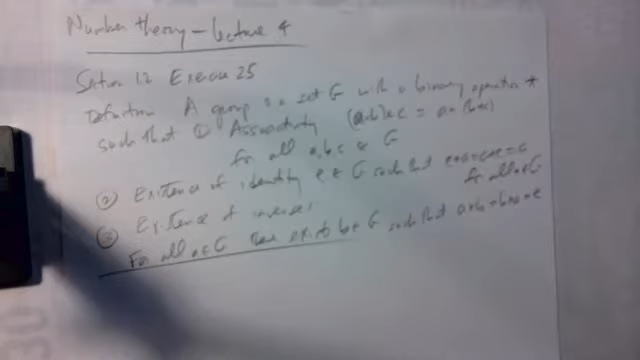 Number theory - lecture 4
Section 1.2 Exercise 25
Definition A group is a set G with a binary operation *
such that ① Associativity (a*b)*c = a*(b*c)
for all a,b,c ∈ G
② Existence of identity e ∈ G such that e*a=a*e=a
for all a∈G
③ Existence of inverses
For all a∈G there exists b∈G such that a*b=b*a=e